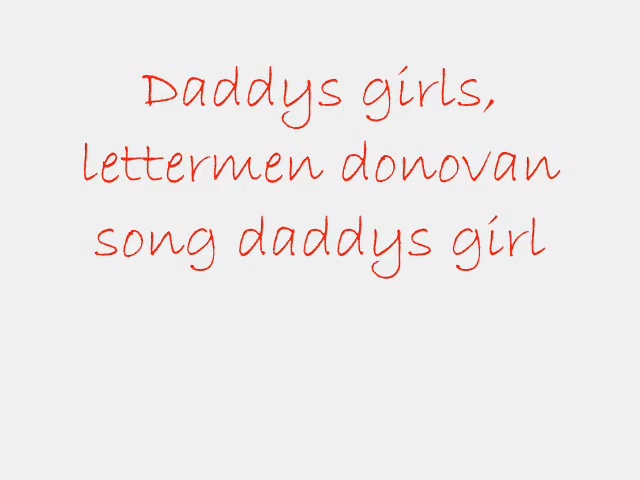 Daddys girls,
lettermen donovan
song daddys girl